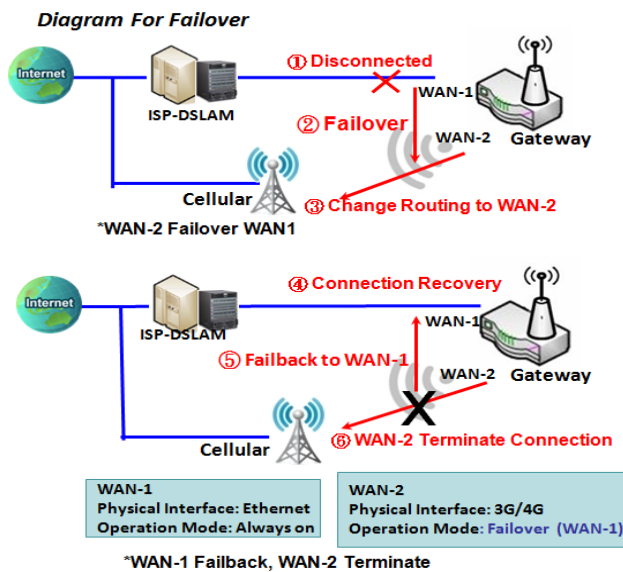 Diagram For Failover
Internet
ISP-DSLAM
① Disconnected
WAN-1
② Failover
WAN-2
Gateway
Cellular
③ Change Routing to WAN-2
*WAN-2 Failover WAN1
Internet
ISP-DSLAM
④ Connection Recovery
WAN-1
⑤ Failback to WAN-1
WAN-2
Gateway
Cellular
⑥ WAN-2 Terminate Connection
WAN-1
Physical Interface: Ethernet
Operation Mode: Always on
WAN-2
Physical Interface: 3G/4G
Operation Mode: Failover (WAN-1)
*WAN-1 Failback, WAN-2 Terminate